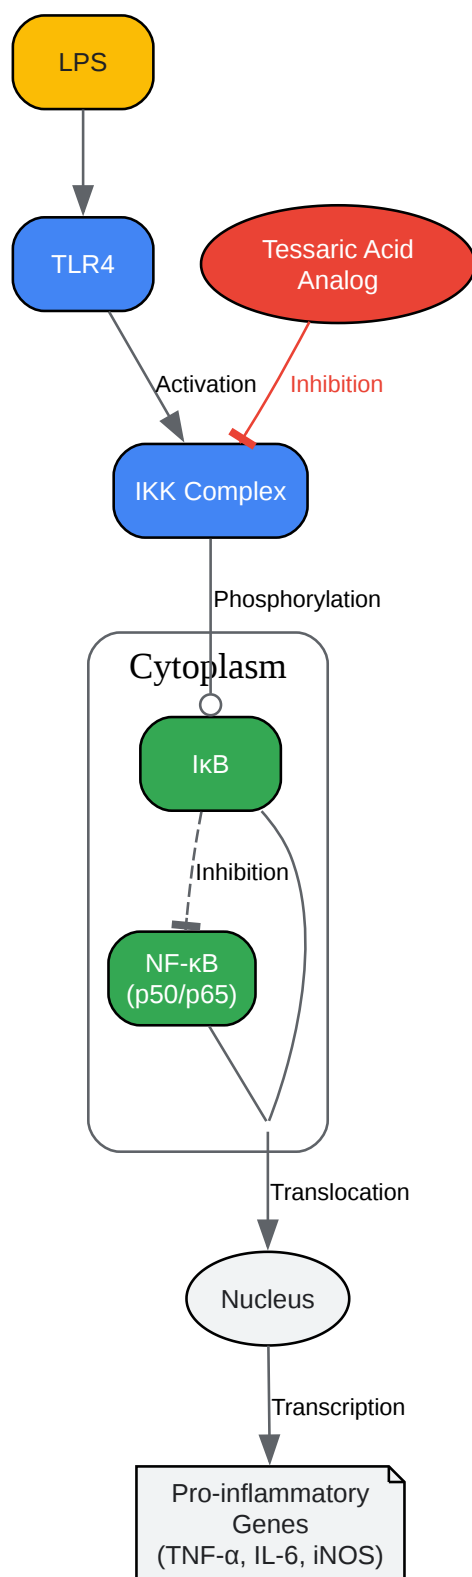 LPS
TLR4
Tessaric Acid
Analog
Activation
Inhibition
IKK Complex
Phosphorylation
Cytoplasm
IκB
Inhibition
NF-κB
(p50/p65)
Translocation
Nucleus
Transcription
Pro-inflammatory
Genes
(TNF-α, IL-6, iNOS)